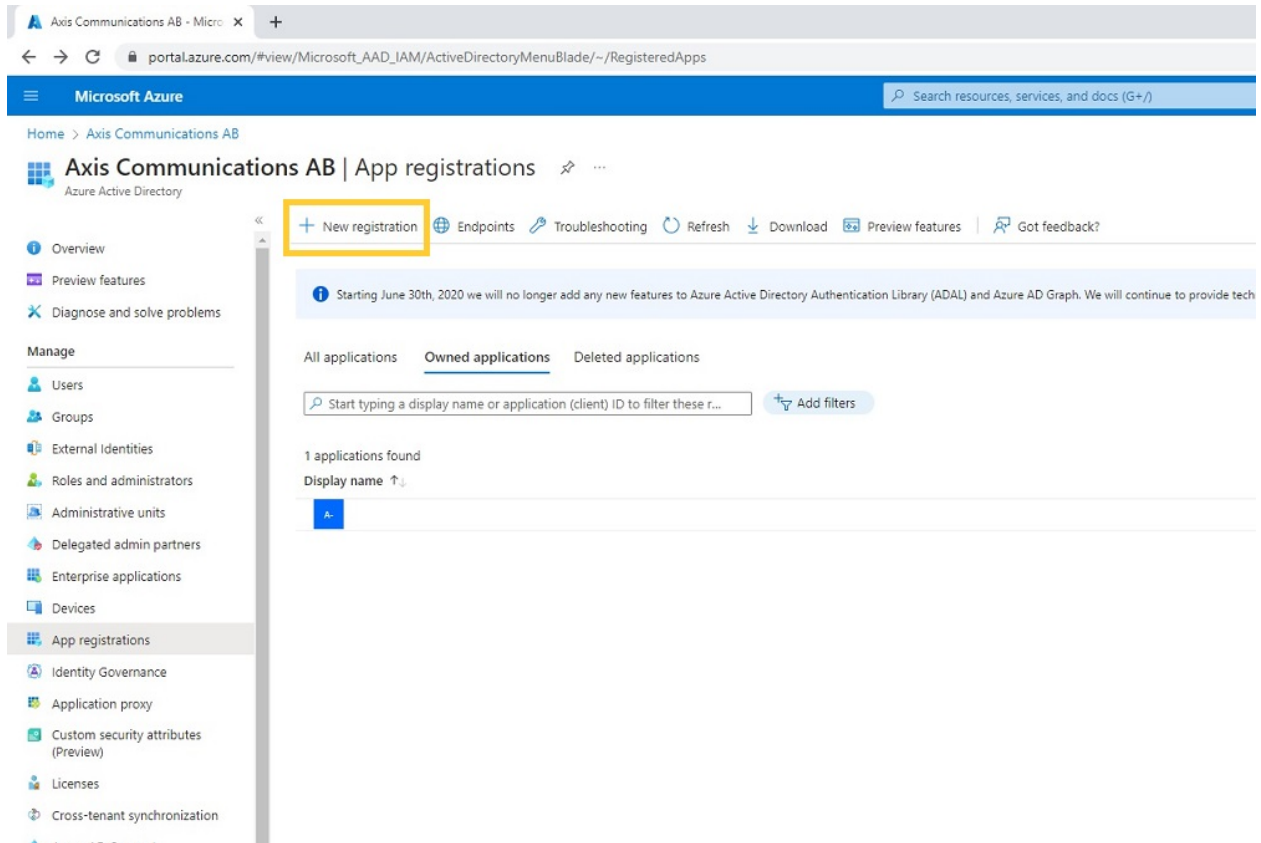 Axis Communications AB - Micro
portal.azure.com/#view/Microsoft_AAD_IAM/ActiveDirectoryMenuBlade/~/RegisteredApps
Microsoft Azure
Search resources, services, and docs (G+/)
Home > Axis Communications AB
Axis Communications AB | App registrations
Azure Active Directory
New registration Endpoints Troubleshooting Refresh Download Preview features Got feedback?
Overview
Preview features
Diagnose and solve problems
Manage
Users
Groups
External Identities
Roles and administrators
Administrative units
Delegated admin partners
Enterprise applications
Devices
App registrations
Identity Governance
Application proxy
Custom security attributes
(Preview)
Licenses
Cross-tenant synchronization
Starting June 30th, 2020 we will no longer add any new features to Azure Active Directory Authentication Library (ADAL) and Azure AD Graph. We will continue to provide tech
All applications Owned applications Deleted applications
Start typing a display name or application (client) ID to filter these r...
Add filters
1 applications found
Display name
A-